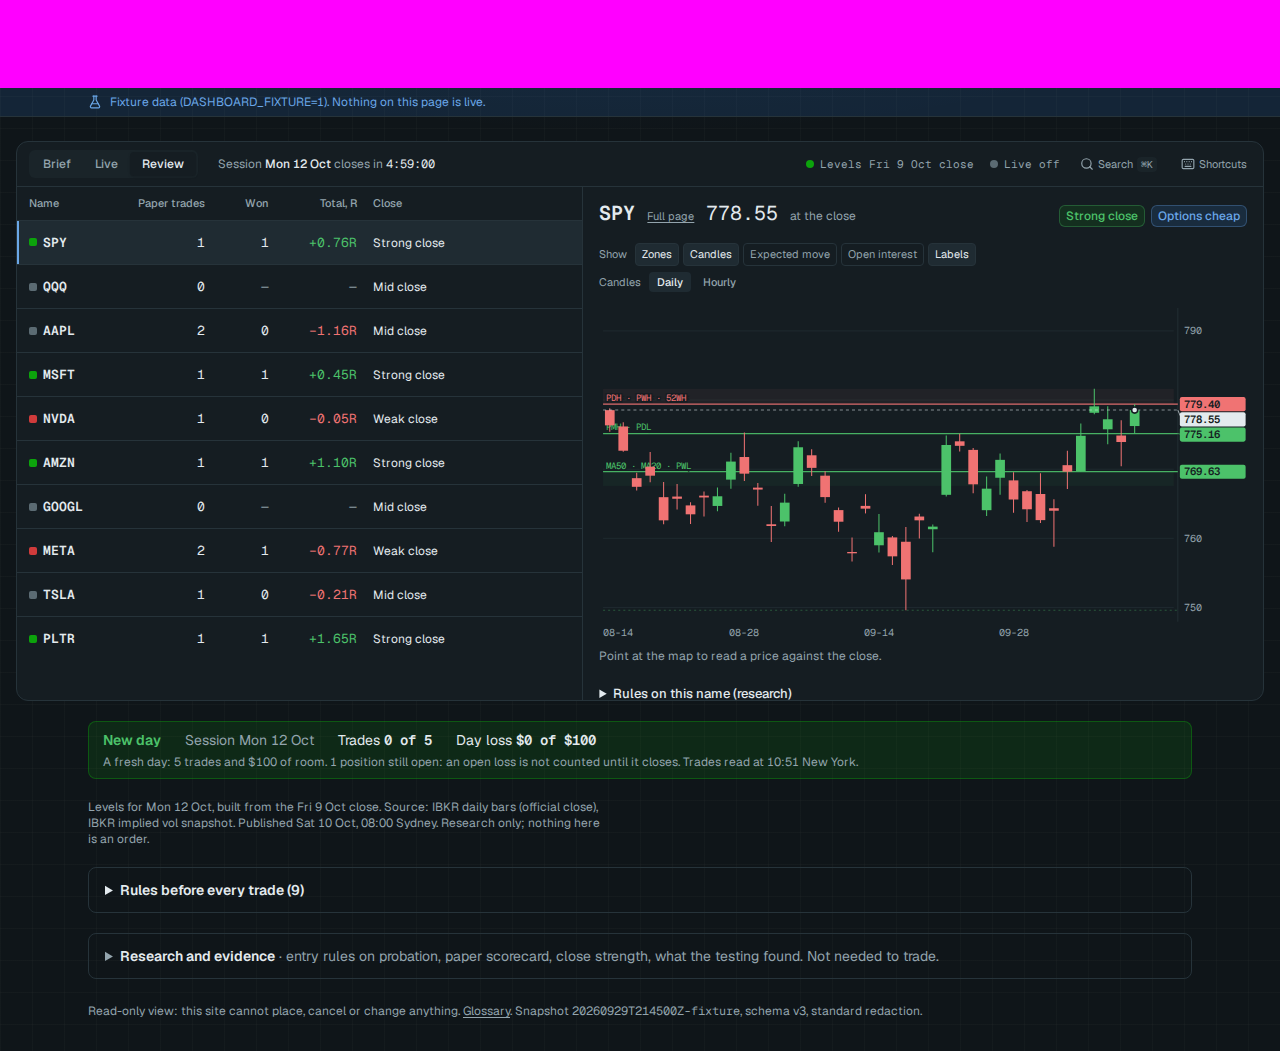 Fixture data (DASHBOARD_FIXTURE=1). Nothing on this page is live.
Brief Live Review Session Mon 12 Oct closes in 4:59:00
Levels Fri 9 Oct close Live off Search ⌘K Shortcuts
Name Paper trades Won Total, R Close
SPY 1 1 +0.76R Strong close
QQQ 0 — — Mid close
AAPL 2 0 −1.16R Mid close
MSFT 1 1 +0.45R Strong close
NVDA 1 0 −0.05R Weak close
AMZN 1 1 +1.10R Strong close
GOOGL 0 — — Mid close
META 2 1 −0.77R Weak close
TSLA 1 0 −0.21R Mid close
PLTR 1 1 +1.65R Strong close
SPY Full page 778.55 at the close Strong close Options cheap
Show Zones Candles Expected move Open interest Labels
Candles Daily Hourly
790
PDH · PWH · 52WH
779.40
778.55
PDL
775.16
MA50 · MA20 · PWL
769.63
760
750
08-14 08-28 09-14 09-28
Point at the map to read a price against the close.
Rules on this name (research)
New day Session Mon 12 Oct Trades 0 of 5 Day loss $0 of $100
A fresh day: 5 trades and $100 of room. 1 position still open: an open loss is not counted until it closes. Trades read at 10:51 New York.
Levels for Mon 12 Oct, built from the Fri 9 Oct close. Source: IBKR daily bars (official close),
IBKR implied vol snapshot. Published Sat 10 Oct, 08:00 Sydney. Research only; nothing here
is an order.
Rules before every trade (9)
Research and evidence · entry rules on probation, paper scorecard, close strength, what the testing found. Not needed to trade.
Read-only view: this site cannot place, cancel or change anything. Glossary. Snapshot 20260929T214500Z-fixture, schema v3, standard redaction.